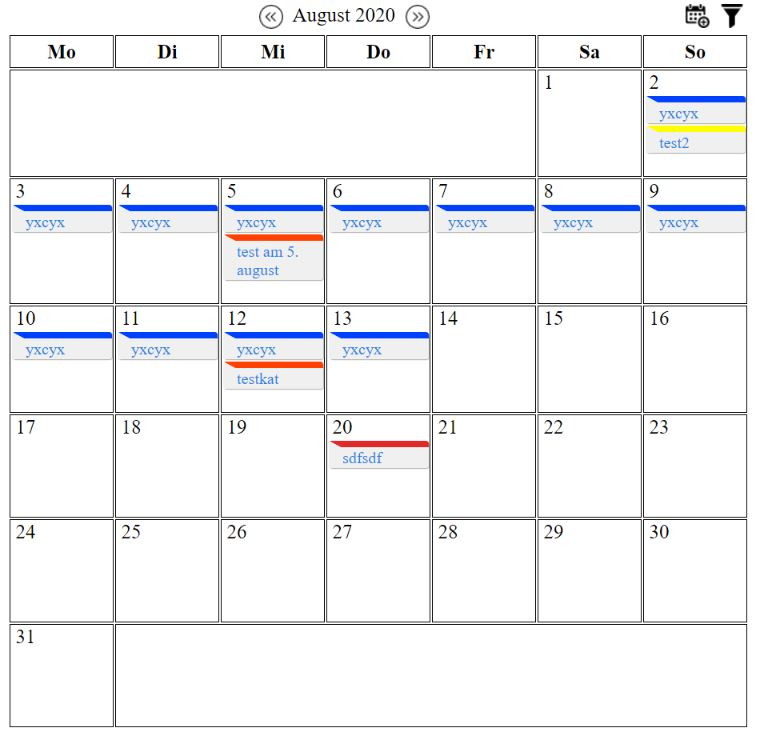 August 2020
Mo Di Mi Do Fr Sa So
1 2
yxcyx
test2
3 4 5 6 7 8 9
yxcyx yxcyx yxcyx yxcyx yxcyx yxcyx yxcyx
test am 5.
august
10 11 12 13 14 15 16
yxcyx yxcyx yxcyx yxcyx
testkat
17 18 19 20 21 22 23
sdfsdf
24 25 26 27 28 29 30
31